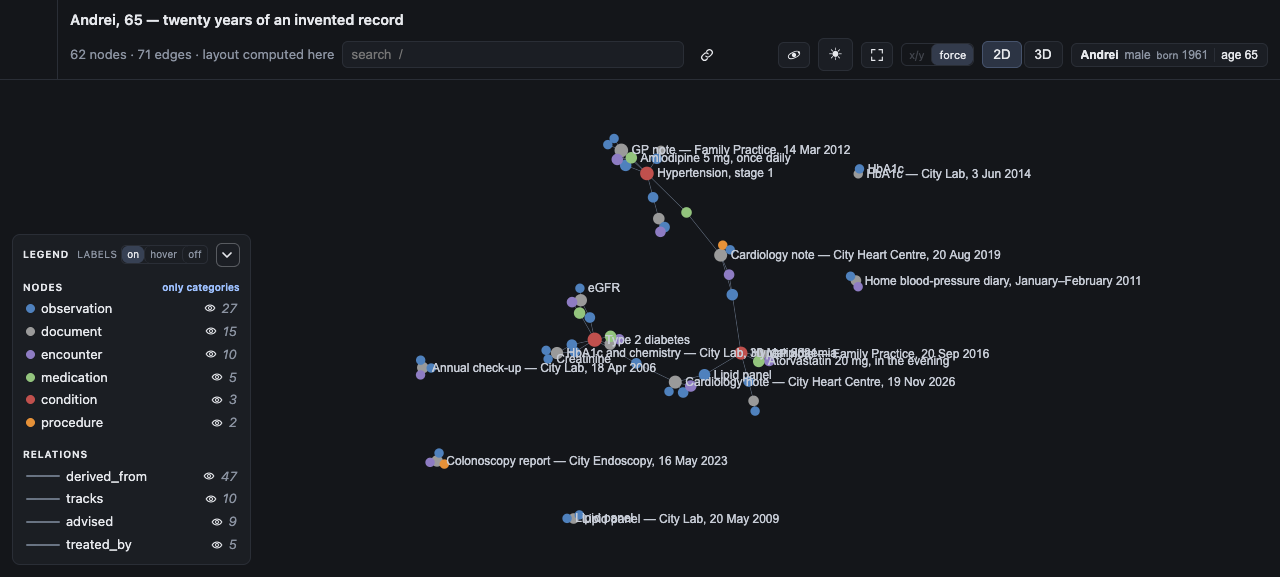 Andrei, 65 — twenty years of an invented record
62 nodes · 71 edges · layout computed here
search /
x/y
force
2D
3D
Andrei male born 1961 age 65
GP note — Family Practice, 14 Mar 2012
Amlodipine 5 mg, once daily
Hypertension, stage 1
HbA1c
HbA1c — City Lab, 3 Jun 2014
Cardiology note — City Heart Centre, 20 Aug 2019
Home blood-pressure diary, January–February 2011
eGFR
Type 2 diabetes
HbA1c and chemistry — City Lab,
Family Practice, 20 Sep 2016
Creatinine
Atorvastatin 20 mg, in the evening
Annual check-up — City Lab, 18 Apr 2006
Lipid panel
Cardiology note — City Heart Centre, 19 Nov 2026
Colonoscopy report — City Endoscopy, 16 May 2023
Lipid panel
Lipid panel — City Lab, 20 May 2009
LEGEND LABELS on hover off
NODES only categories
observation 27
document 15
encounter 10
medication 5
condition 3
procedure 2
RELATIONS
derived_from 47
tracks 10
advised 9
treated_by 5